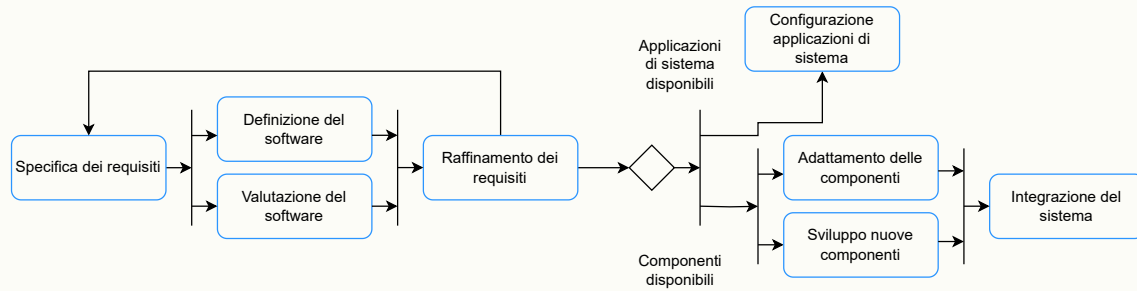 Specifica dei requisiti
Definizione del
software
Valutazione del
software
Raffinamento dei
requisiti
Applicazioni
di sistema
disponibili
Configurazione
applicazioni di
sistema
Componenti
disponibili
Adattamento delle
componenti
Sviluppo nuove
componenti
Integrazione del
sistema